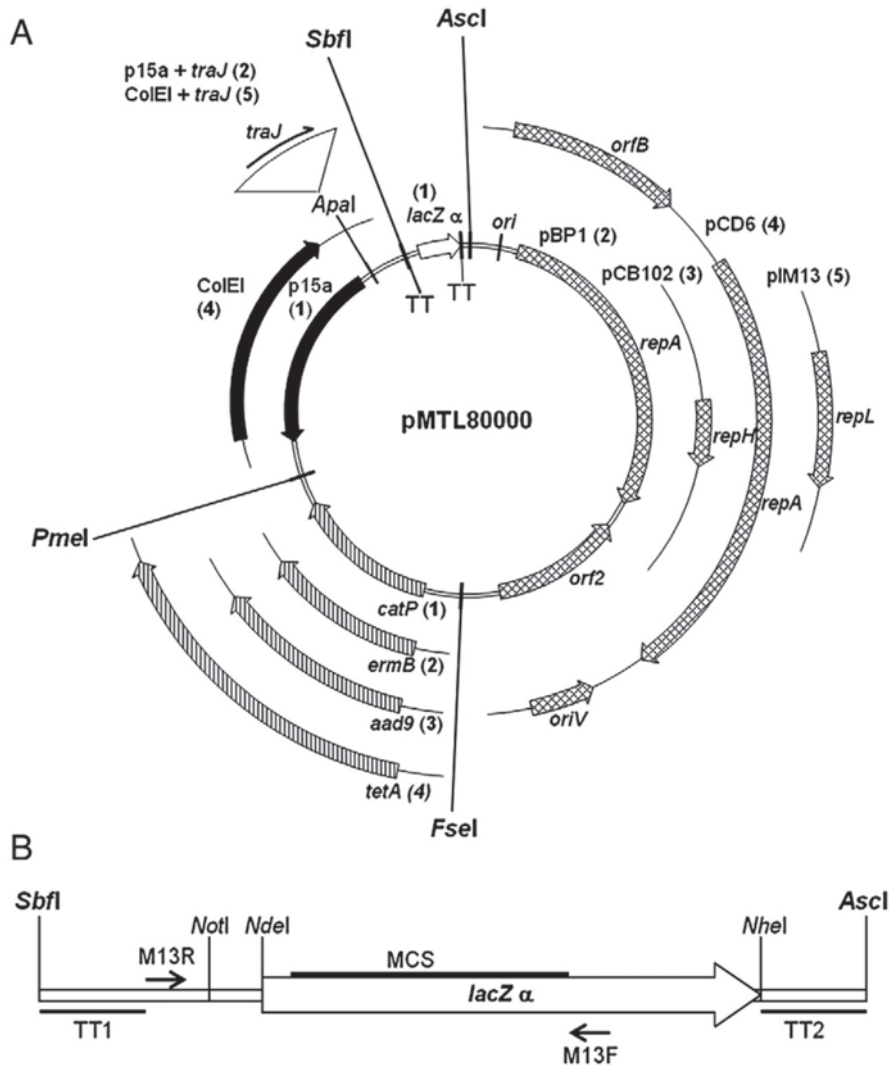 A
AscI
SbfI
p15a + traJ (2)
ColEI + traJ (5)
traJ
orfB
(1)
lacZ α
ApaI
ori
pBP1 (2)
pCD6 (4)
pCB102 (3)
pIM13 (5)
ColEI
(4)
p15a
(1)
TT
TT
repA
pMTL80000
repH
repL
repA
PmeI
orf2
catP (1)
ermB (2)
aad9 (3)
oriV
tetA (4)
FseI
B
SbfI
AscI
NotI
NdeI
NheI
M13R
MCS
lacZ α
TT1
TT2
M13F